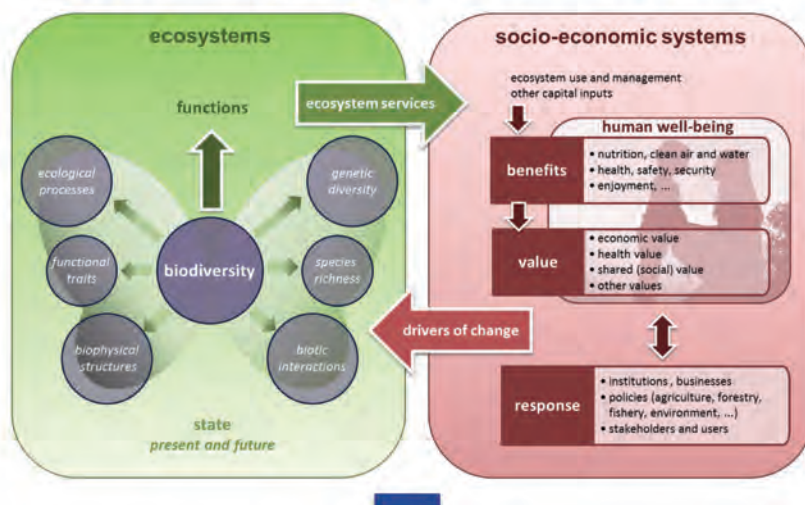 ecosystems
functions
ecological
processes
genetic
diversity
functional
traits
biodiversity
species
richness
biophysical
structures
biotic
interactions
state
present and future
ecosystem services
drivers of change
socio-economic systems
ecosystem use and management
other capital inputs
human well-being
benefits
• nutrition, clean air and water
• health, safety, security
• enjoyment, ...
value
• economic value
• health value
• shared (social) value
• other values
response
• institutions , businesses
• policies (agriculture, forestry,
fishery, environment, ...)
• stakeholders and users